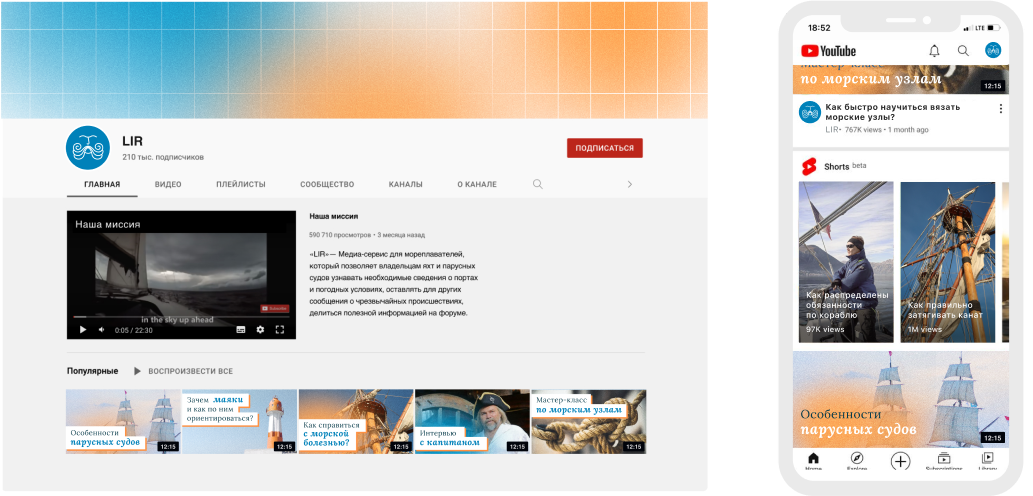 LIR
210 тыс. подписчиков
ПОДПИСАТЬСЯ
ГЛАВНАЯ ВИДЕО ПЛЕЙЛИСТЫ СООБЩЕСТВО КАНАЛЫ О КАНАЛЕ
Наша миссия
Subscribe
in the sky up ahead
0:05 / 22:30
Наша миссия
590 710 просмотров • 3 месяца назад
«LIR»— Медиа-сервис для мореплавателей,
который позволяет владельцам яхт и парусных
судов узнавать необходимые сведения о портах
и погодных условиях, оставлять для других
сообщения о чрезвычайных происшествиях,
делиться полезной информацией на форуме.
Популярные ВОСПРОИЗВЕСТИ ВСЕ
Особенности
парусных судов
12:15
Зачем маяки
и как по ним
ориентироваться?
12:15
Как справиться
с морской
болезнью?
12:15
Интервью
с капитаном
12:15
Мастер-класс
по морским узлам
12:15
18:52
LTE
YouTube
Мастер-класс
по морским узлам
12:15
Как быстро научиться вязать
морские узлы?
LIR• 767K views • 1 month ago
Shorts beta
Как распределены
обязанности
по кораблю
97K views
Как правильно
затягивать канат
1M views
Особенности
парусных судов
12:15
Home Explore Subscriptions Library